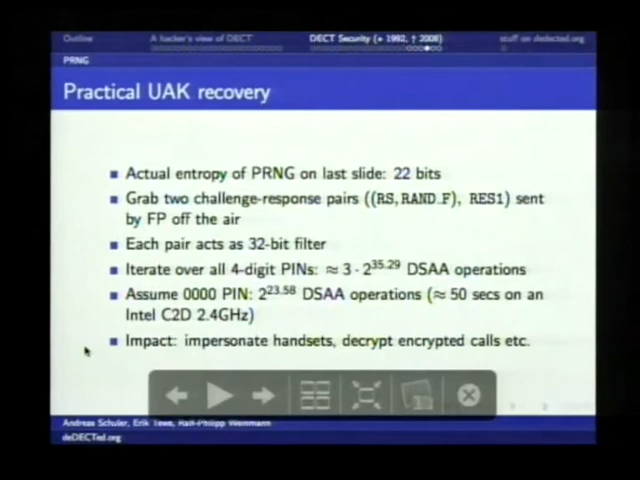 Outline A hacker's view of DECT DECT Security (* 1992, † 2008) stuff on dedected.org
PRNG
Practical UAK recovery
Actual entropy of PRNG on last slide: 22 bits
Grab two challenge-response pairs ((RS, RAND_F), RES1) sent
by FP off the air
Each pair acts as 32-bit filter
Iterate over all 4-digit PINs: ≈ 3 · 2^35.29 DSAA operations
Assume 0000 PIN: 2^23.58 DSAA operations (≈ 50 secs on an
Intel C2D 2.4GHz)
Impact: impersonate handsets, decrypt encrypted calls etc.
Andreas Schuler, Erik Tews, Ralf-Philipp Weinmann
deDECTed.org